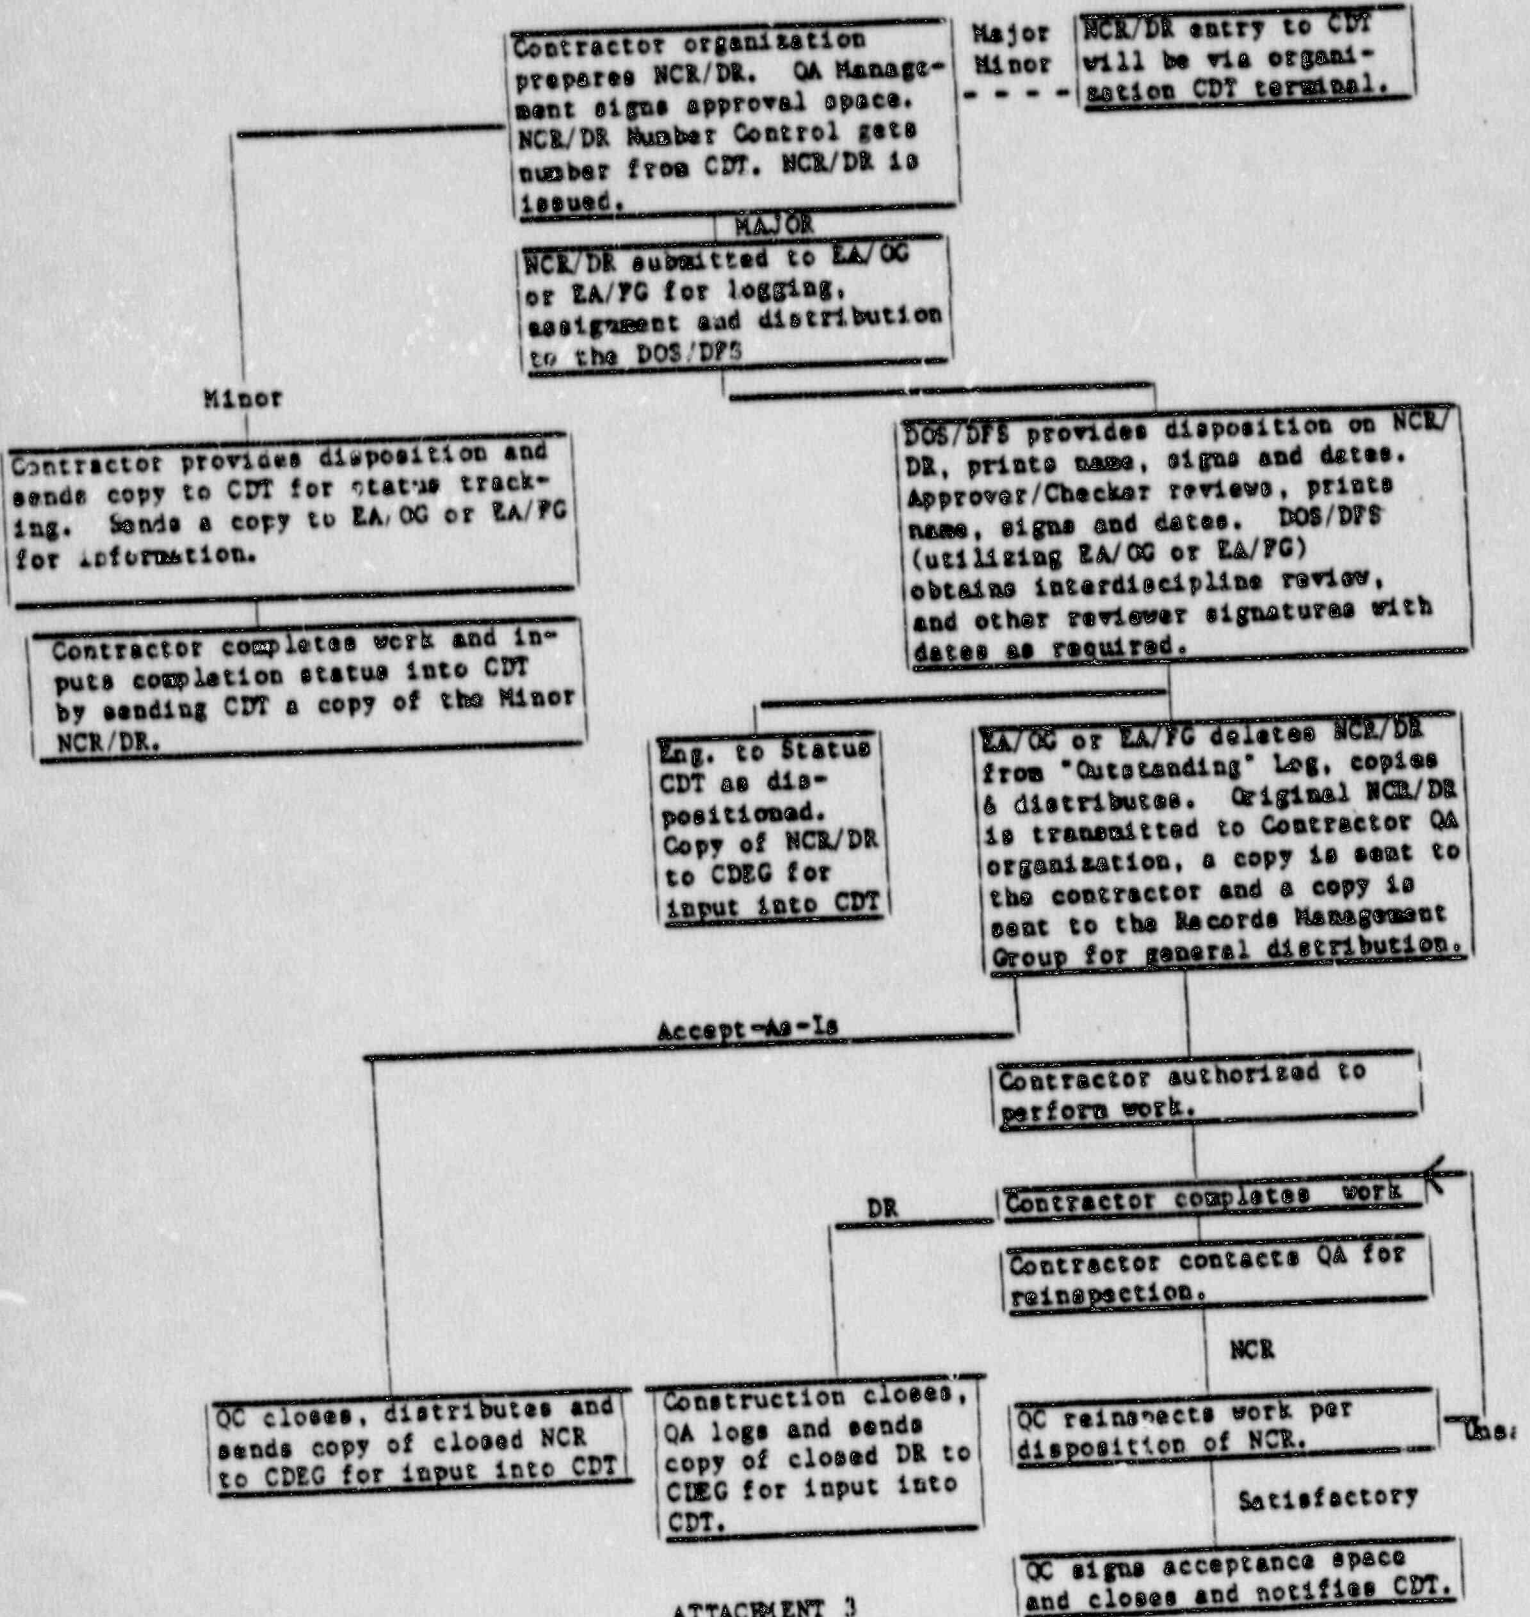 Contractor organization
prepares NCR/DR. QA Manage-
ment signs approval space.
NCR/DR Number Control gets
number from CDT. NCR/DR is
issued.
Major
Minor
- - - -
NCR/DR entry to CDT
will be via organi-
zation CDT terminal.
MAJOR
NCR/DR submitted to EA/OG
or EA/FG for logging,
assignment and distribution
to the DOS/DFS
Minor
Contractor provides disposition and
sends copy to CDT for status track-
ing. Sends a copy to EA/OG or EA/FG
for information.
Contractor completes work and in-
puts completion status into CDT
by sending CDT a copy of the Minor
NCR/DR.
DOS/DFS provides disposition on NCR/
DR, prints name, signs and dates.
Approver/Checker reviews, prints
name, signs and dates. DOS/DFS
(utilizing EA/OG or EA/FG)
obtains interdiscipline review,
and other reviewer signatures with
dates as required.
Eng. to Status
CDT as dis-
positioned.
Copy of NCR/DR
to CDEG for
input into CDT
EA/OG or EA/FG deletes NCR/DR
from "Outstanding" Log, copies
& distributes. Original NCR/DR
is transmitted to Contractor QA
organization, a copy is sent to
the contractor and a copy is
sent to the Records Management
Group for general distribution.
Accept-As-Is
Contractor authorized to
perform work.
DR
Contractor completes work
Contractor contacts QA for
reinspection.
NCR
QC closes, distributes and
sends copy of closed NCR
to CDEG for input into CDT
Construction closes,
QA logs and sends
copy of closed DR to
CDEG for input into
CDT.
QC reinspects work per
disposition of NCR.
Satisfactory
QC signs acceptance space
and closes and notifies CDT.
ATTACHMENT 3